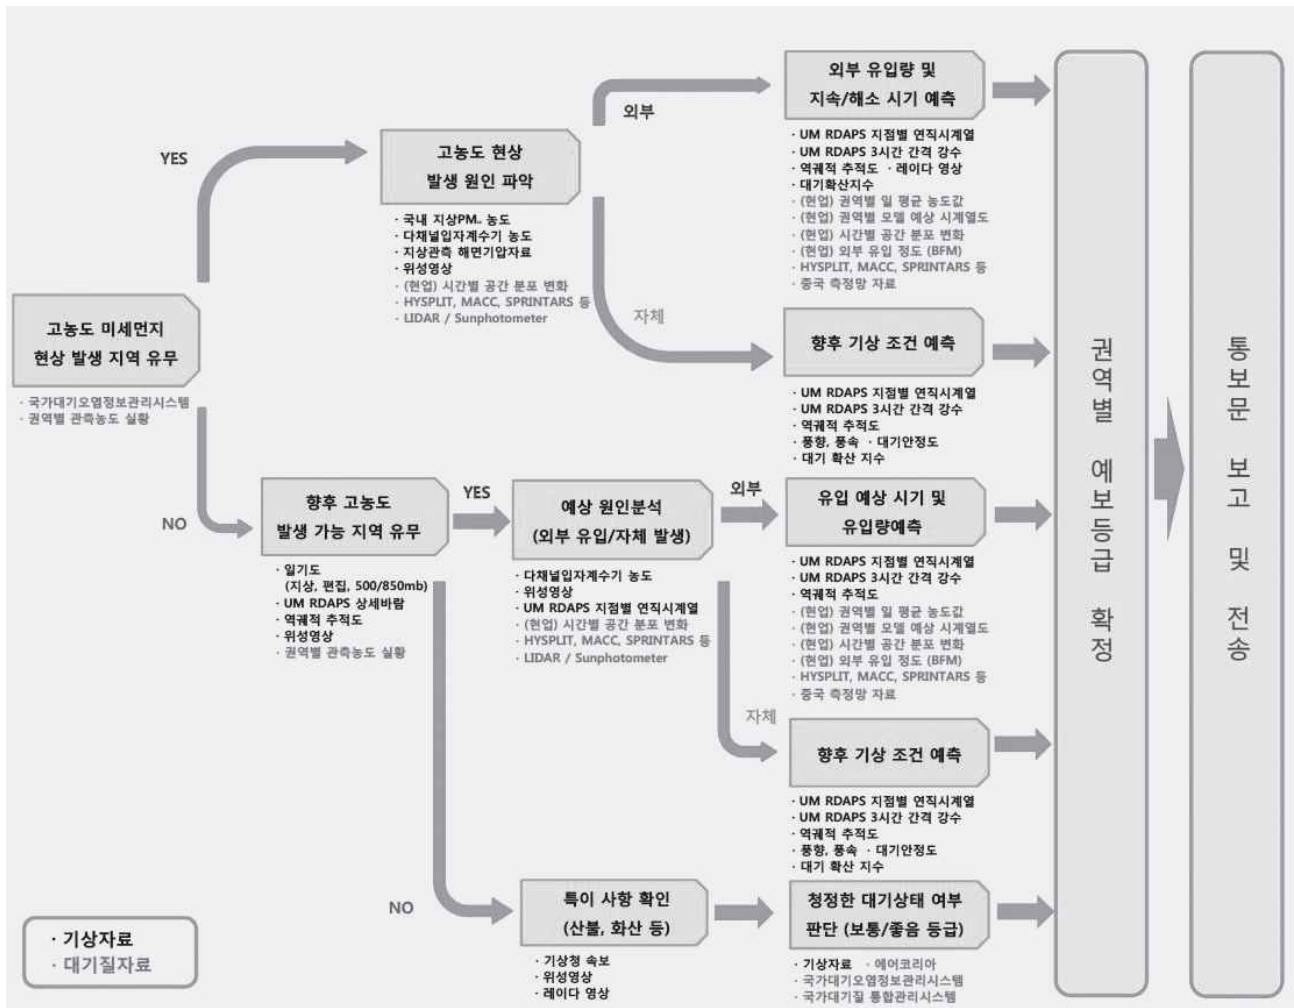 고농도 미세먼지
현상 발생 지역 유무
· 국가대기오염정보관리시스템
· 권역별 관측농도 실황
YES
고농도 현상
발생 원인 파악
· 국내 지상PM.. 농도
· 다채널입자계수기 농도
· 지상관측 해면기압자료
· 위성영상
· (현업) 시간별 공간 분포 변화
· HYSPLIT, MACC, SPRINTARS 등
· LIDAR / Sunphotometer
외부
외부 유입량 및
지속/해소 시기 예측
· UM RDAPS 지점별 연직시계열
· UM RDAPS 3시간 간격 강수
· 역궤적 추적도 · 레이다 영상
· 대기확산지수
· (현업) 권역별 일 평균 농도값
· (현업) 권역별 모델 예상 시계열도
· (현업) 시간별 공간 분포 변화
· (현업) 외부 유입 정도 (BFM)
· HYSPLIT, MACC, SPRINTARS 등
· 중국 측정망 자료
자체
향후 기상 조건 예측
· UM RDAPS 지점별 연직시계열
· UM RDAPS 3시간 간격 강수
· 역궤적 추적도
· 풍향, 풍속 · 대기안정도
· 대기 확산 지수
NO
향후 고농도
발생 가능 지역 유무
· 일기도
(지상, 편집, 500/850mb)
· UM RDAPS 상세바람
· 역궤적 추적도
· 위성영상
· 권역별 관측농도 실황
YES
예상 원인분석
(외부 유입/자체 발생)
· 다채널입자계수기 농도
· 위성영상
· UM RDAPS 지점별 연직시계열
· (현업) 시간별 공간 분포 변화
· HYSPLIT, MACC, SPRINTARS 등
· LIDAR / Sunphotometer
외부
유입 예상 시기 및
유입량예측
· UM RDAPS 지점별 연직시계열
· UM RDAPS 3시간 간격 강수
· 역궤적 추적도
· (현업) 권역별 일 평균 농도값
· (현업) 권역별 모델 예상 시계열도
· (현업) 시간별 공간 분포 변화
· (현업) 외부 유입 정도 (BFM)
· HYSPLIT, MACC, SPRINTARS 등
· 중국 측정망 자료
자체
향후 기상 조건 예측
· UM RDAPS 지점별 연직시계열
· UM RDAPS 3시간 간격 강수
· 역궤적 추적도
· 풍향, 풍속 · 대기안정도
· 대기 확산 지수
NO
특이 사항 확인
(산불, 화산 등)
· 기상청 속보
· 위성영상
· 레이다 영상
청정한 대기상태 여부
판단 (보통/좋음 등급)
· 기상자료 · 에어코리아
· 국가대기오염정보관리시스템
· 국가대기질 통합관리시스템
권역별 예보등급 확정
통보문 보고 및 전송
· 기상자료
· 대기질자료